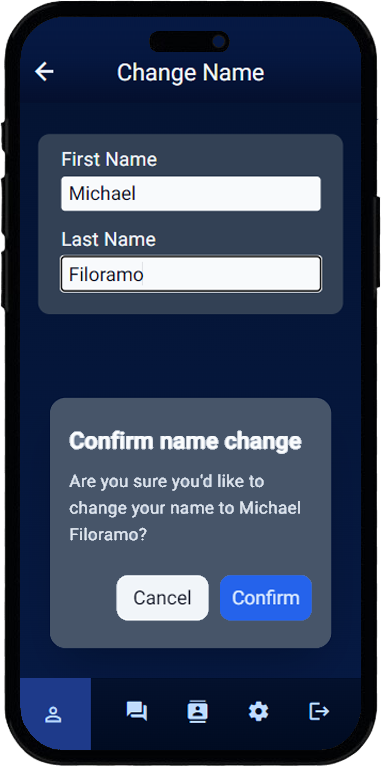 Change Name
First Name
Michael
Last Name
Filoramo
Confirm name change
Are you sure you'd like to
change your name to Michael
Filoramo?
Cancel Confirm